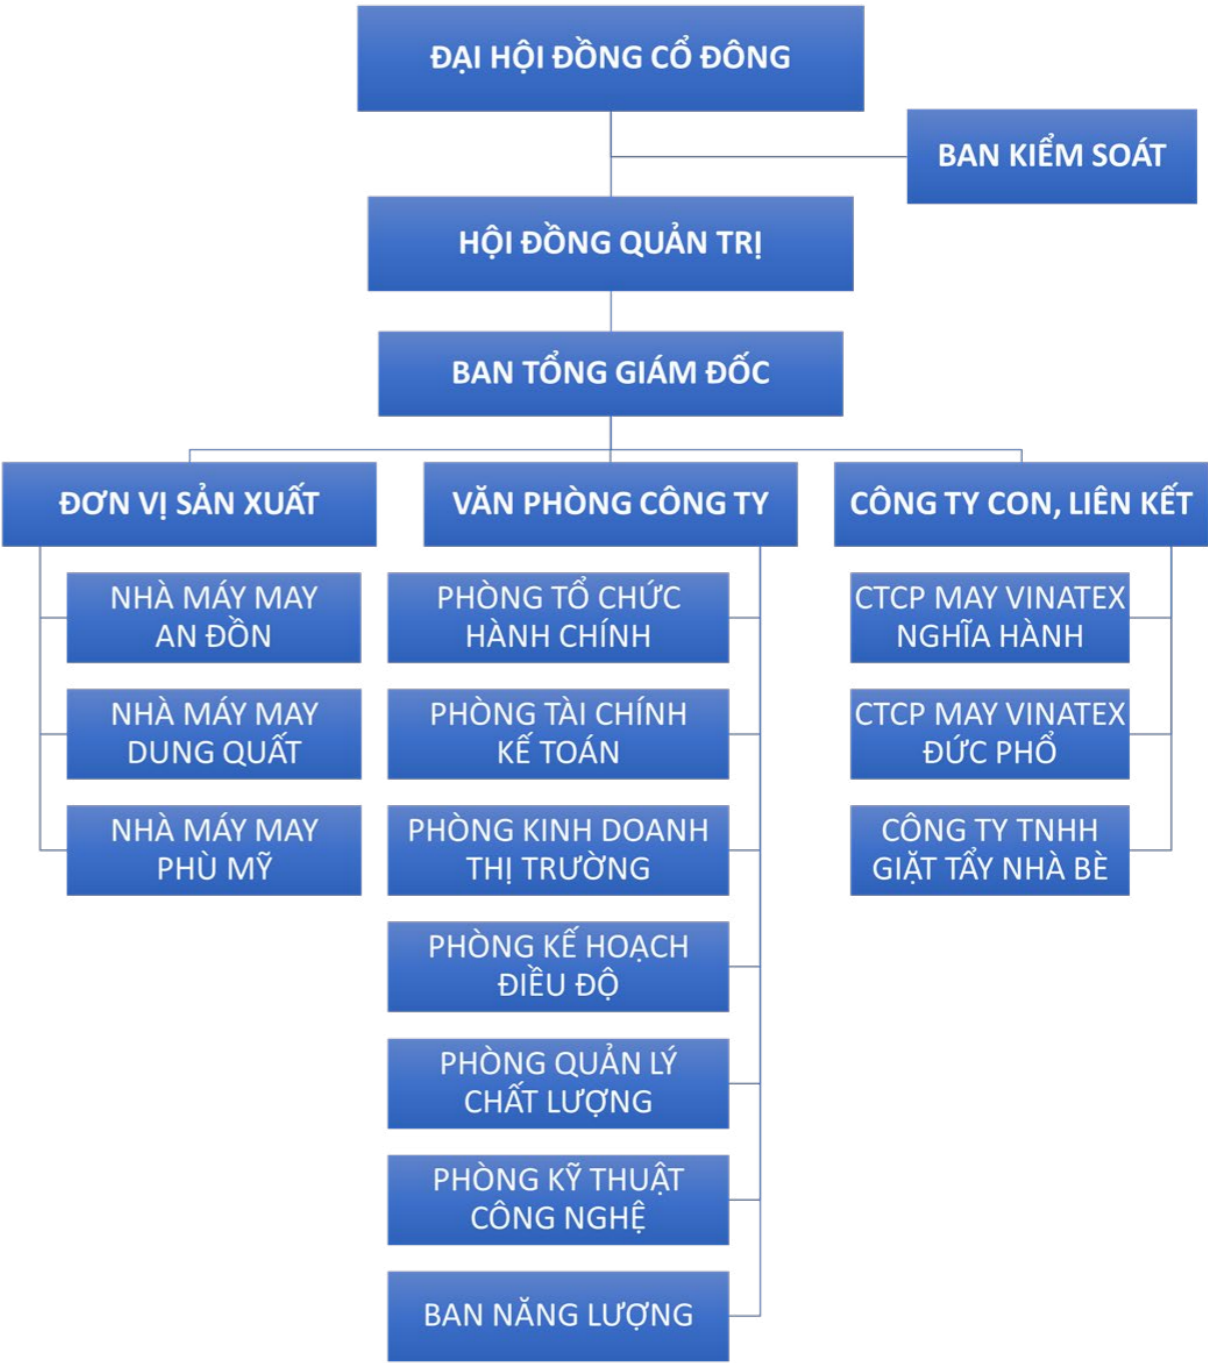 ĐẠI HỘI ĐỒNG CỔ ĐÔNG
BAN KIỂM SOÁT
HỘI ĐỒNG QUẢN TRỊ
BAN TỔNG GIÁM ĐỐC
ĐƠN VỊ SẢN XUẤT
NHÀ MÁY MAY
AN ĐỒN
NHÀ MÁY MAY
DUNG QUẤT
NHÀ MÁY MAY
PHÙ MỸ
VĂN PHÒNG CÔNG TY
PHÒNG TỔ CHỨC
HÀNH CHÍNH
PHÒNG TÀI CHÍNH
KẾ TOÁN
PHÒNG KINH DOANH
THỊ TRƯỜNG
PHÒNG KẾ HOẠCH
ĐIỀU ĐỘ
PHÒNG QUẢN LÝ
CHẤT LƯỢNG
PHÒNG KỸ THUẬT
CÔNG NGHỆ
BAN NĂNG LƯỢNG
CÔNG TY CON, LIÊN KẾT
CTCP MAY VINATEX
NGHĨA HÀNH
CTCP MAY VINATEX
ĐỨC PHỔ
CÔNG TY TNHH
GIẶT TẨY NHÀ BÈ